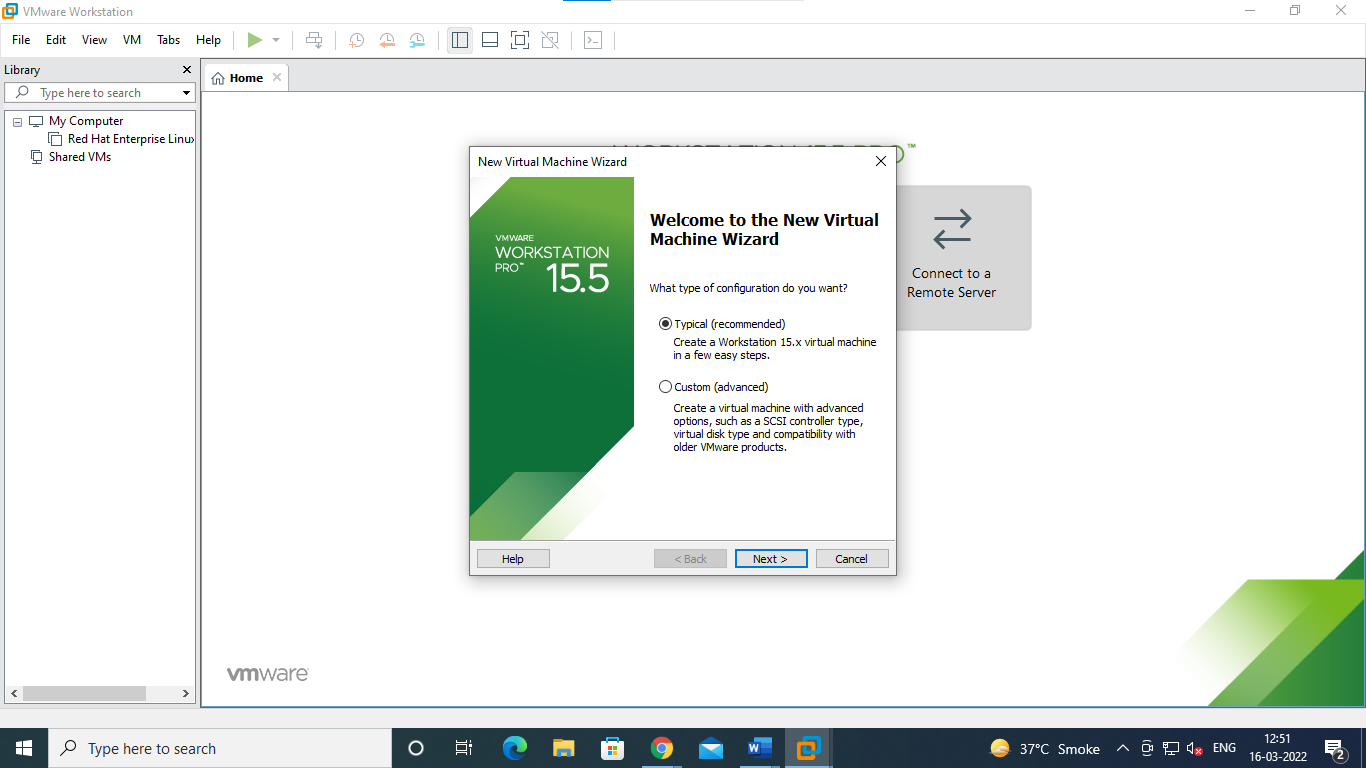 VMware Workstation
File Edit View VM Tabs Help
Library
Type here to search
My Computer
Red Hat Enterprise Linux
Shared VMs
Home
™
New Virtual Machine Wizard
VMWARE
WORKSTATION
PRO™ 15.5
Welcome to the New Virtual
Machine Wizard
What type of configuration do you want?
Typical (recommended)
Create a Workstation 15.x virtual machine
in a few easy steps.
Custom (advanced)
Create a virtual machine with advanced
options, such as a SCSI controller type,
virtual disk type and compatibility with
older VMware products.
Help
< Back
Next >
Cancel
Connect to a
Remote Server
vmware
Type here to search
37°C Smoke
ENG
12:51
16-03-2022
2